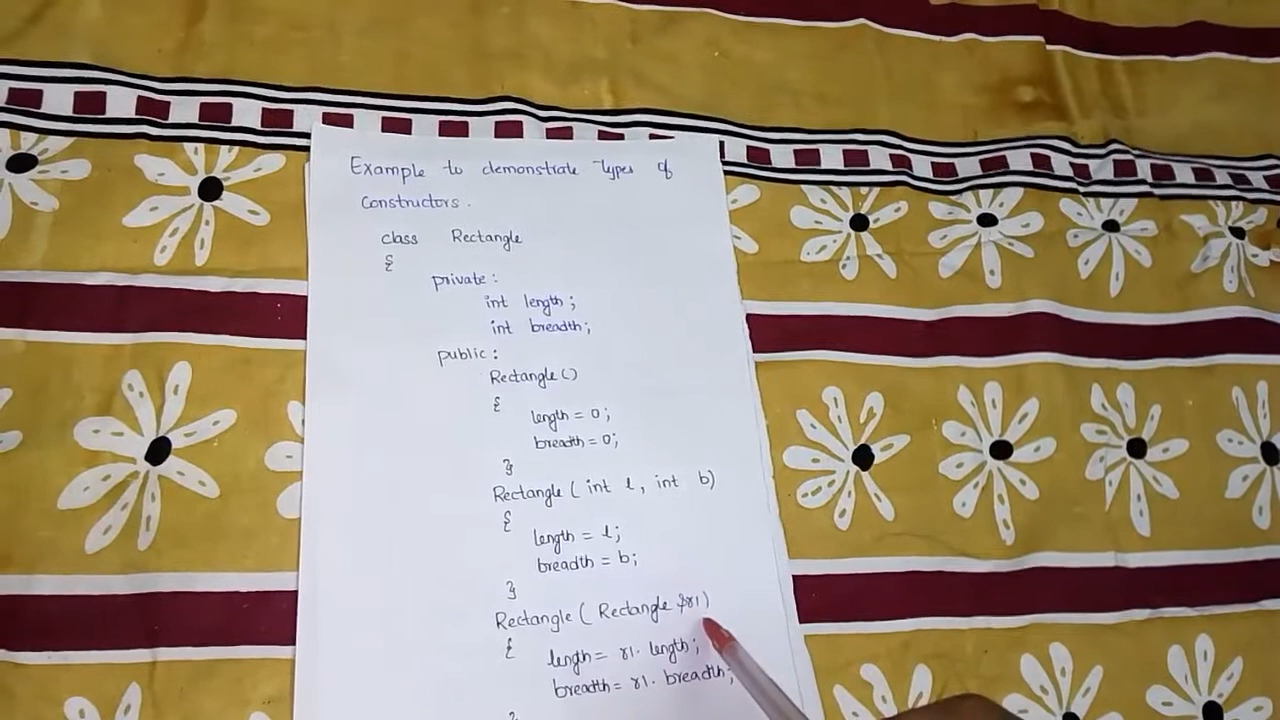 Example to demonstrate Types of
constructors.
class Rectangle
{
private:
int length;
int breadth;
public:
Rectangle()
{
length = 0;
breadth = 0;
}
Rectangle ( int l, int b)
{
length = l;
breadth = b;
}
Rectangle ( Rectangle &r1)
{
length = r1. length;
breadth = r1. breadth;
}